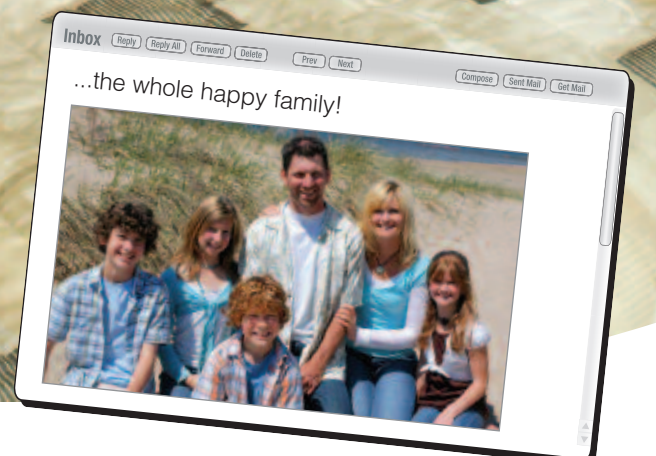 Inbox Reply Reply All Forward Delete Prev Next Compose Sent Mail Get Mail
...the whole happy family!